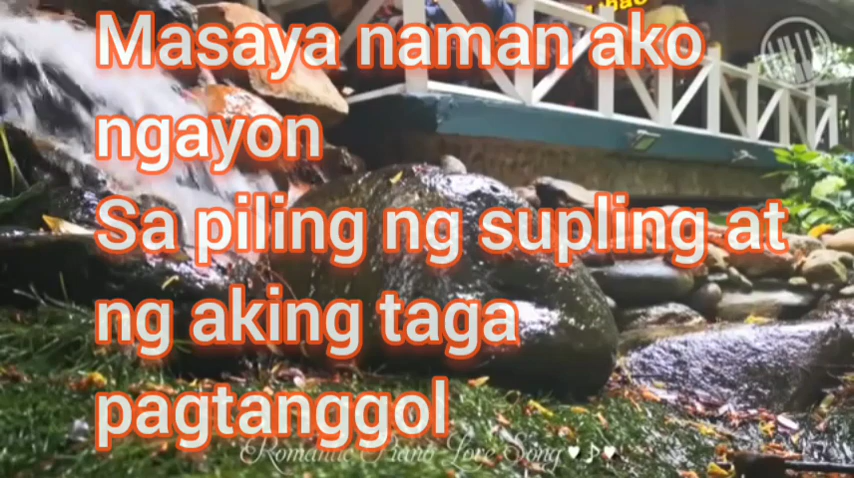 Masaya naman ako
ngayon
Sa piling ng supling at
ng aking taga
pagtanggol
Romantic Piano Love Song ♥♪♥